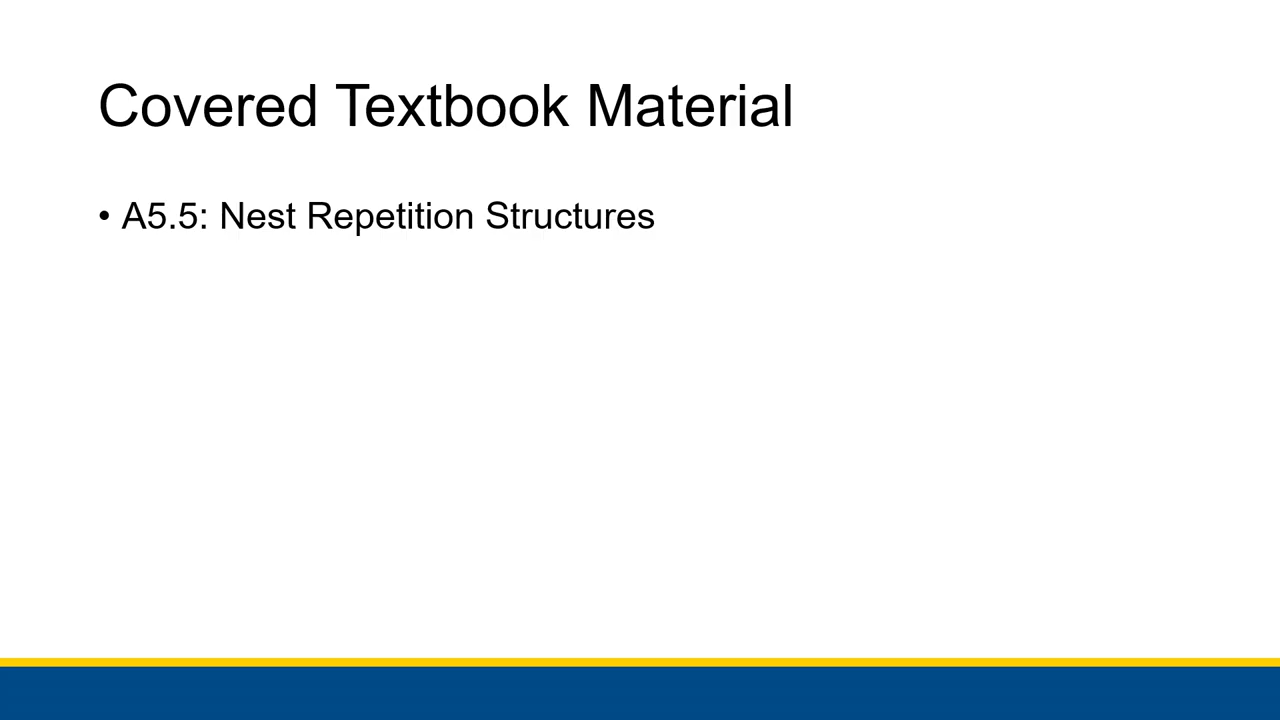 Covered Textbook Material
• A5.5: Nest Repetition Structures